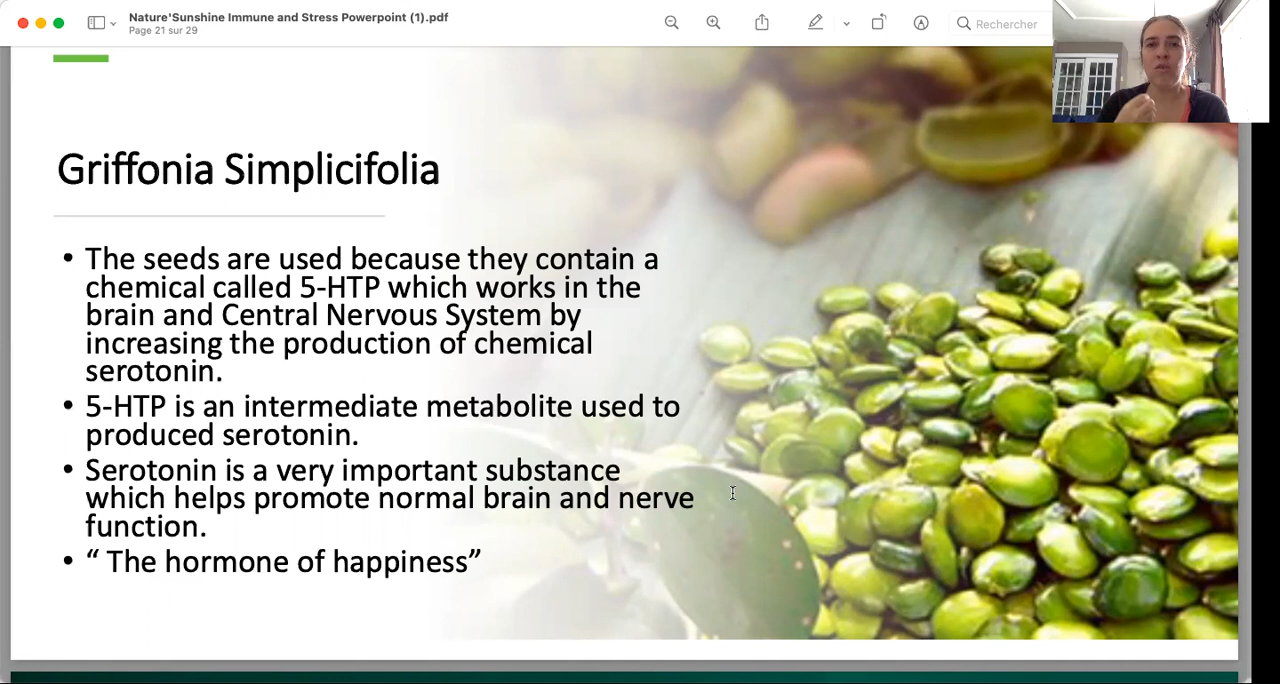 Nature'Sunshine Immune and Stress Powerpoint (1).pdf
Page 21 sur 29
Rechercher
Griffonia Simplicifolia
• The seeds are used because they contain a
chemical called 5-HTP which works in the
brain and Central Nervous System by
increasing the production of chemical
serotonin.
• 5-HTP is an intermediate metabolite used to
produced serotonin.
• Serotonin is a very important substance
which helps promote normal brain and nerve
function.
• “ The hormone of happiness”